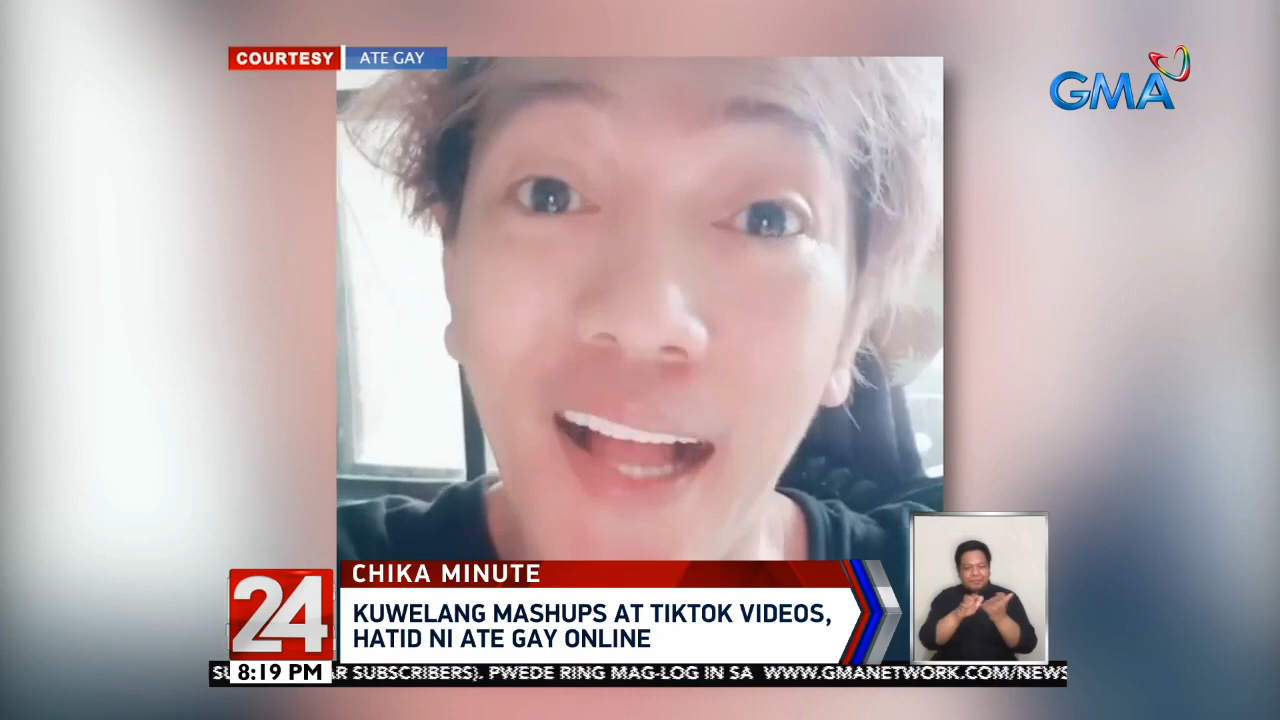 COURTESY ATE GAY
GMA
CHIKA MINUTE
24
KUWELANG MASHUPS AT TIKTOK VIDEOS,
HATID NI ATE GAY ONLINE
8:19 PM
SUBSCRIBERS). PWEDE RING MAG-LOG IN SA WWW.GMANETWORK.COM/NEWS